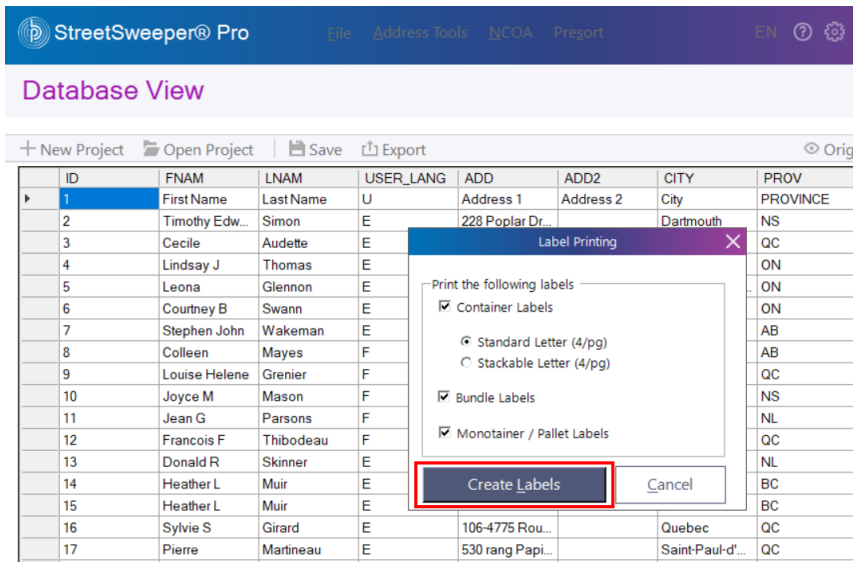 StreetSweeper® Pro File Address Tools NCOA Presort EN
Database View
New Project Open Project Save Export
ID FNAM LNAM USER_LANG ADD ADD2 CITY PROV
1 First Name Last Name U Address 1 Address 2 City PROVINCE
2 Timothy Edw... Simon E 228 Poplar Dr... Dartmouth NS
3 Cecile Audette E QC
4 Lindsay J Thomas E ON
5 Leona Glennon E ON
6 Courtney B Swann E ON
7 Stephen John Wakeman E AB
8 Colleen Mayes F AB
9 Louise Helene Grenier F QC
10 Joyce M Mason F NS
11 Jean G Parsons F NL
12 Francois F Thibodeau F QC
13 Donald R Skinner E NL
14 Heather L Muir E BC
15 Heather L Muir E BC
16 Sylvie S Girard E 106-4775 Rou... Quebec QC
17 Pierre Martineau E 530 rang Papi... Saint-Paul-d'... QC
Label Printing
Print the following labels
Container Labels
Standard Letter (4/pg)
Stackable Letter (4/pg)
Bundle Labels
Monotainer / Pallet Labels
Create Labels Cancel